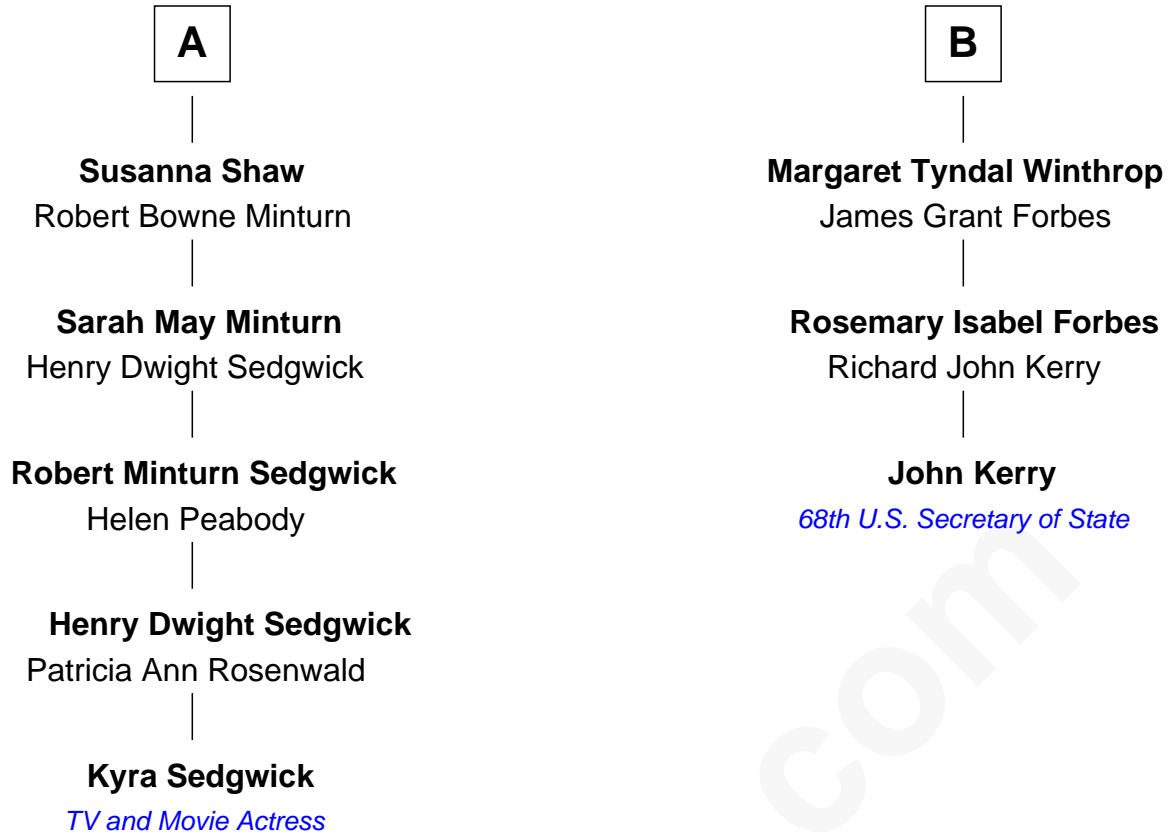 A
Susanna Shaw
Robert Bowne Minturn
Sarah May Minturn
Henry Dwight Sedgwick
Robert Minturn Sedgwick
Helen Peabody
Henry Dwight Sedgwick
Patricia Ann Rosenwald
Kyra Sedgwick
TV and Movie Actress
B
Margaret Tyndal Winthrop
James Grant Forbes
Rosemary Isabel Forbes
Richard John Kerry
John Kerry
68th U.S. Secretary of State
com